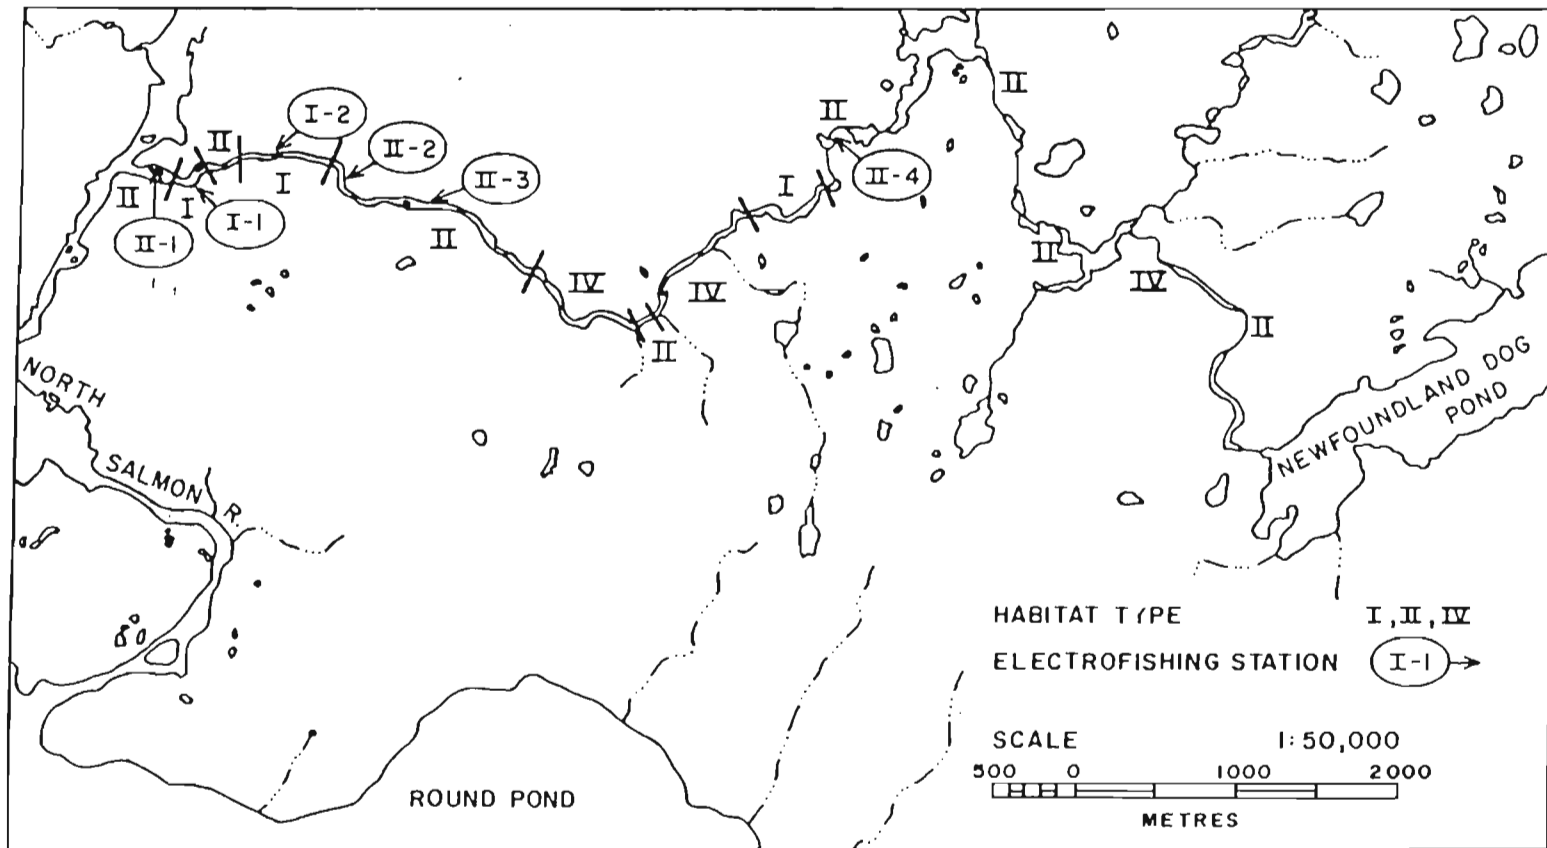 II
II
II
I-2
II-2
II-3
II-4
I
II
I
I
I-1
II-1
II
II
IV
IV
II
II
IV
II
NORTH
SALMON
R.
NEWFOUNDLAND DOG
POND
ROUND POND
HABITAT TYPE I, II, IV
ELECTROFISHING STATION I-1
SCALE 1:50,000
500 0 1000 2000
METRES